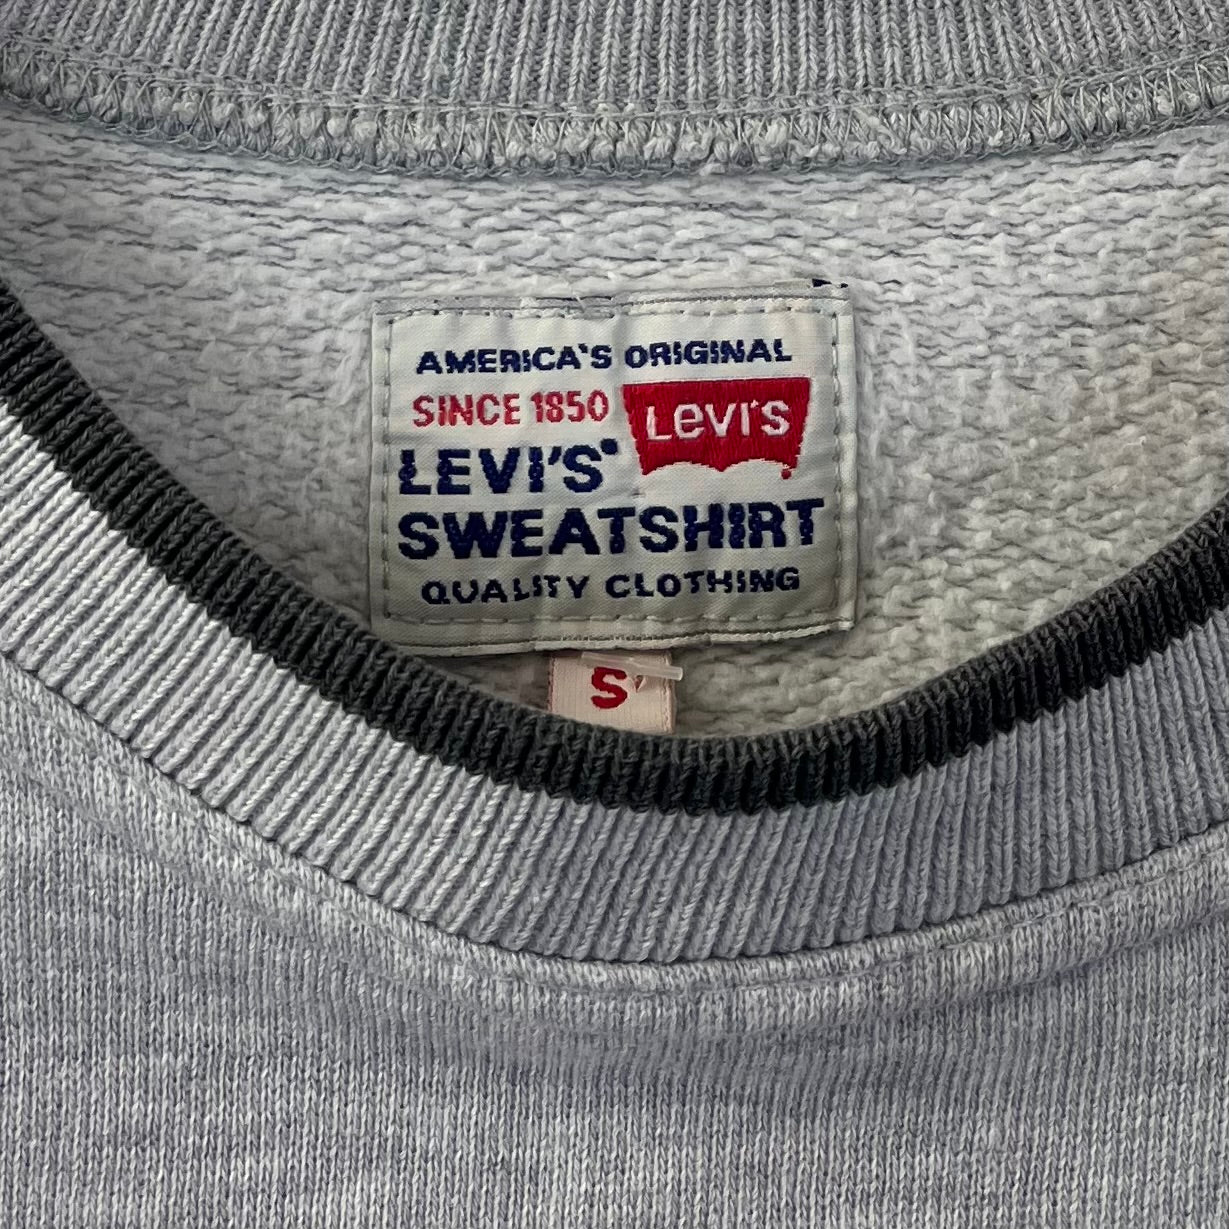 AMERICA'S ORIGINAL
SINCE 1850
Levi's
LEVI'S
SWEATSHIRT
QUALITY CLOTHING
S